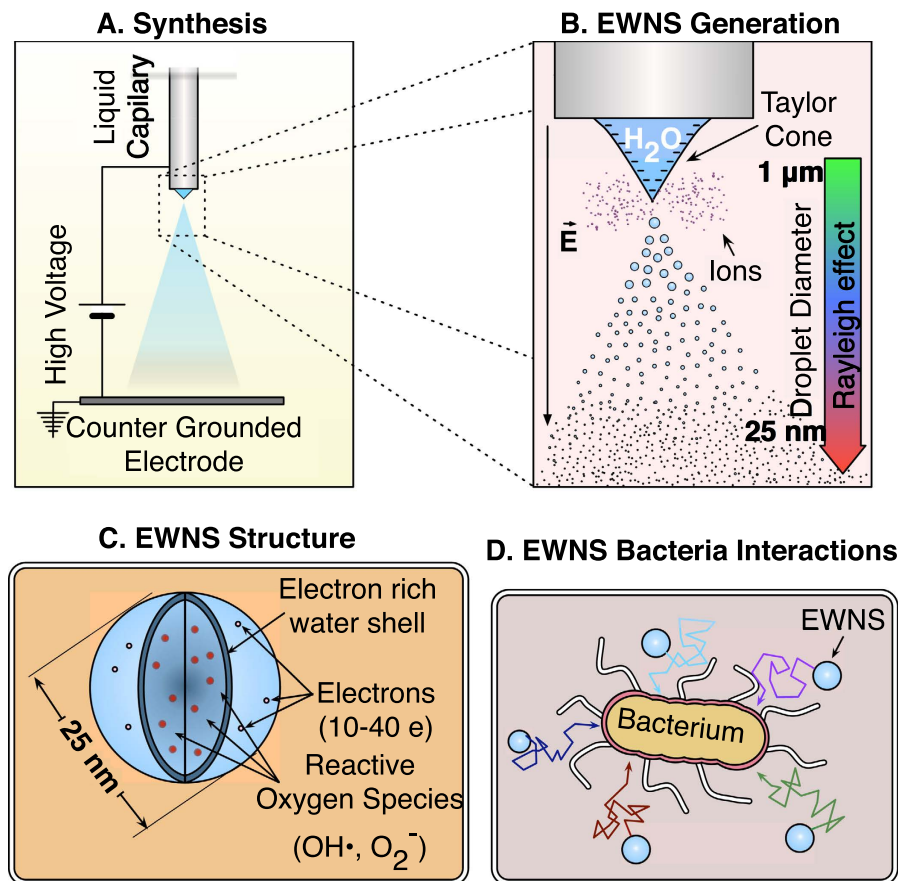 A. Synthesis
Liquid
Capilary
High Voltage
Counter Grounded
Electrode
B. EWNS Generation
H₂O
Taylor
Cone
1 µm
E⃗
Ions
Droplet Diameter
Rayleigh effect
25 nm
C. EWNS Structure
Electron rich
water shell
Electrons
(10-40 e)
Reactive
Oxygen Species
(OH•, O₂⁻)
25 nm
D. EWNS Bacteria Interactions
EWNS
Bacterium